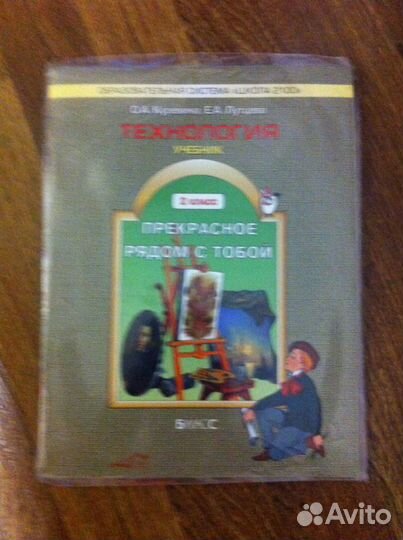 ОБРАЗОВАТЕЛЬНАЯ СИСТЕМА «ШКОЛА 2100»
О.А. Куревина, Е.А. Лутцева
ТЕХНОЛОГИЯ
УЧЕБНИК
2 класс
ПРЕКРАСНОЕ
РЯДОМ С ТОБОЙ
БАЛАСС
Avito